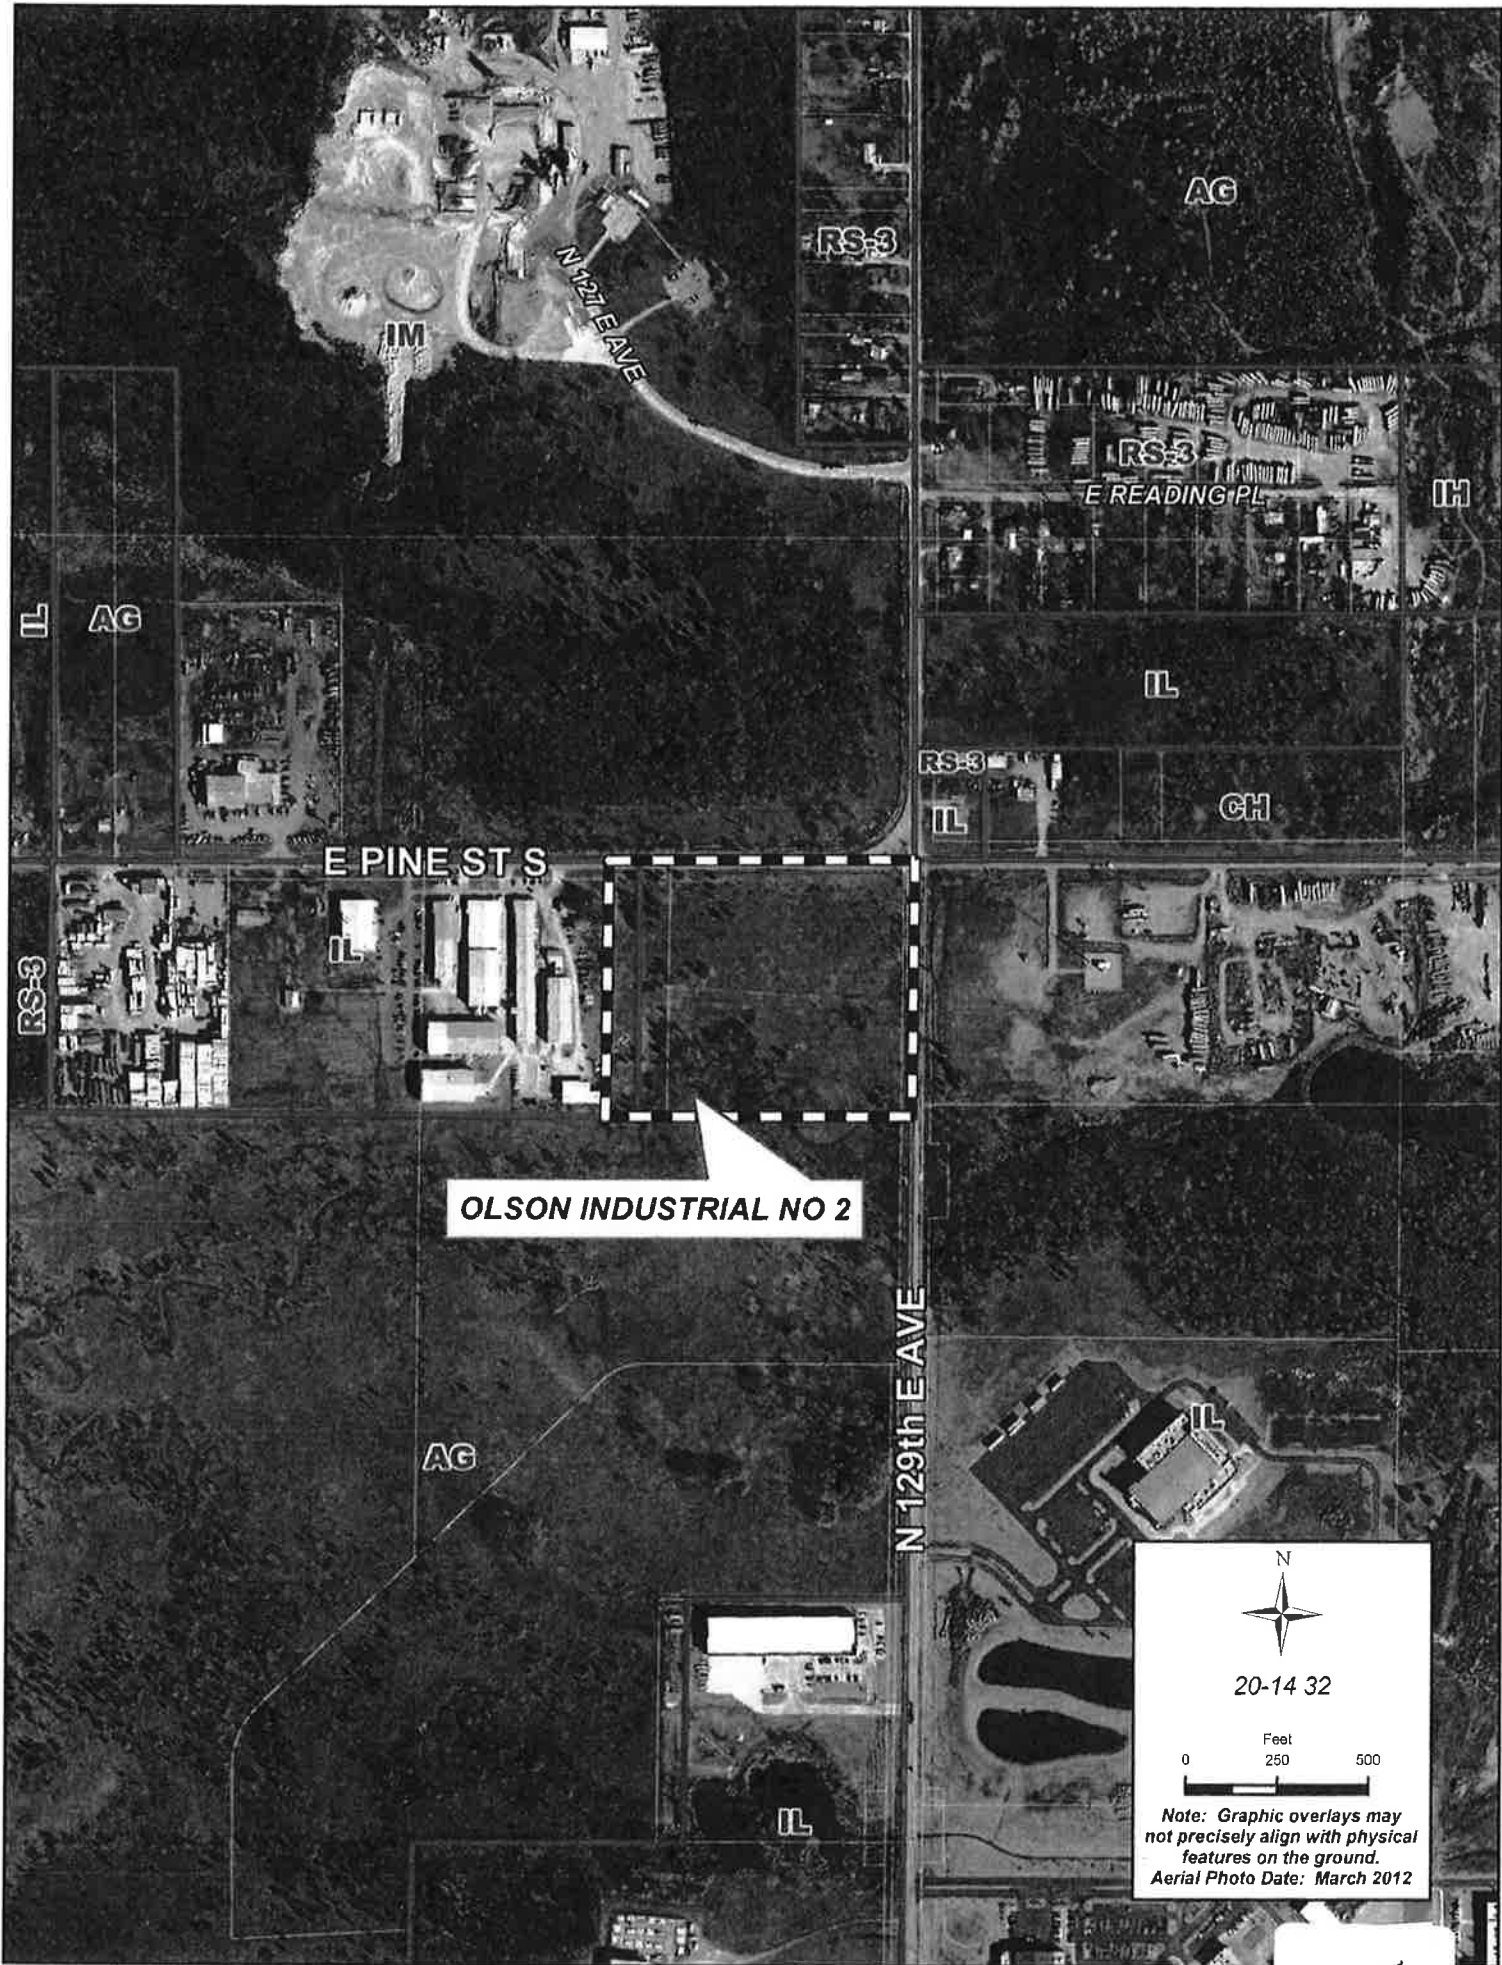 AG
RS-3
N 127 E AVE
IM
RS-3
E READING PL
IH
IL
AG
IL
RS-3
IL
CH
E PINE ST S
IL
RS-3
OLSON INDUSTRIAL NO 2
N 129th E AVE
IL
AG
N
20-14 32
Feet
0 250 500
IL
Note: Graphic overlays may
not precisely align with physical
features on the ground.
Aerial Photo Date: March 2012